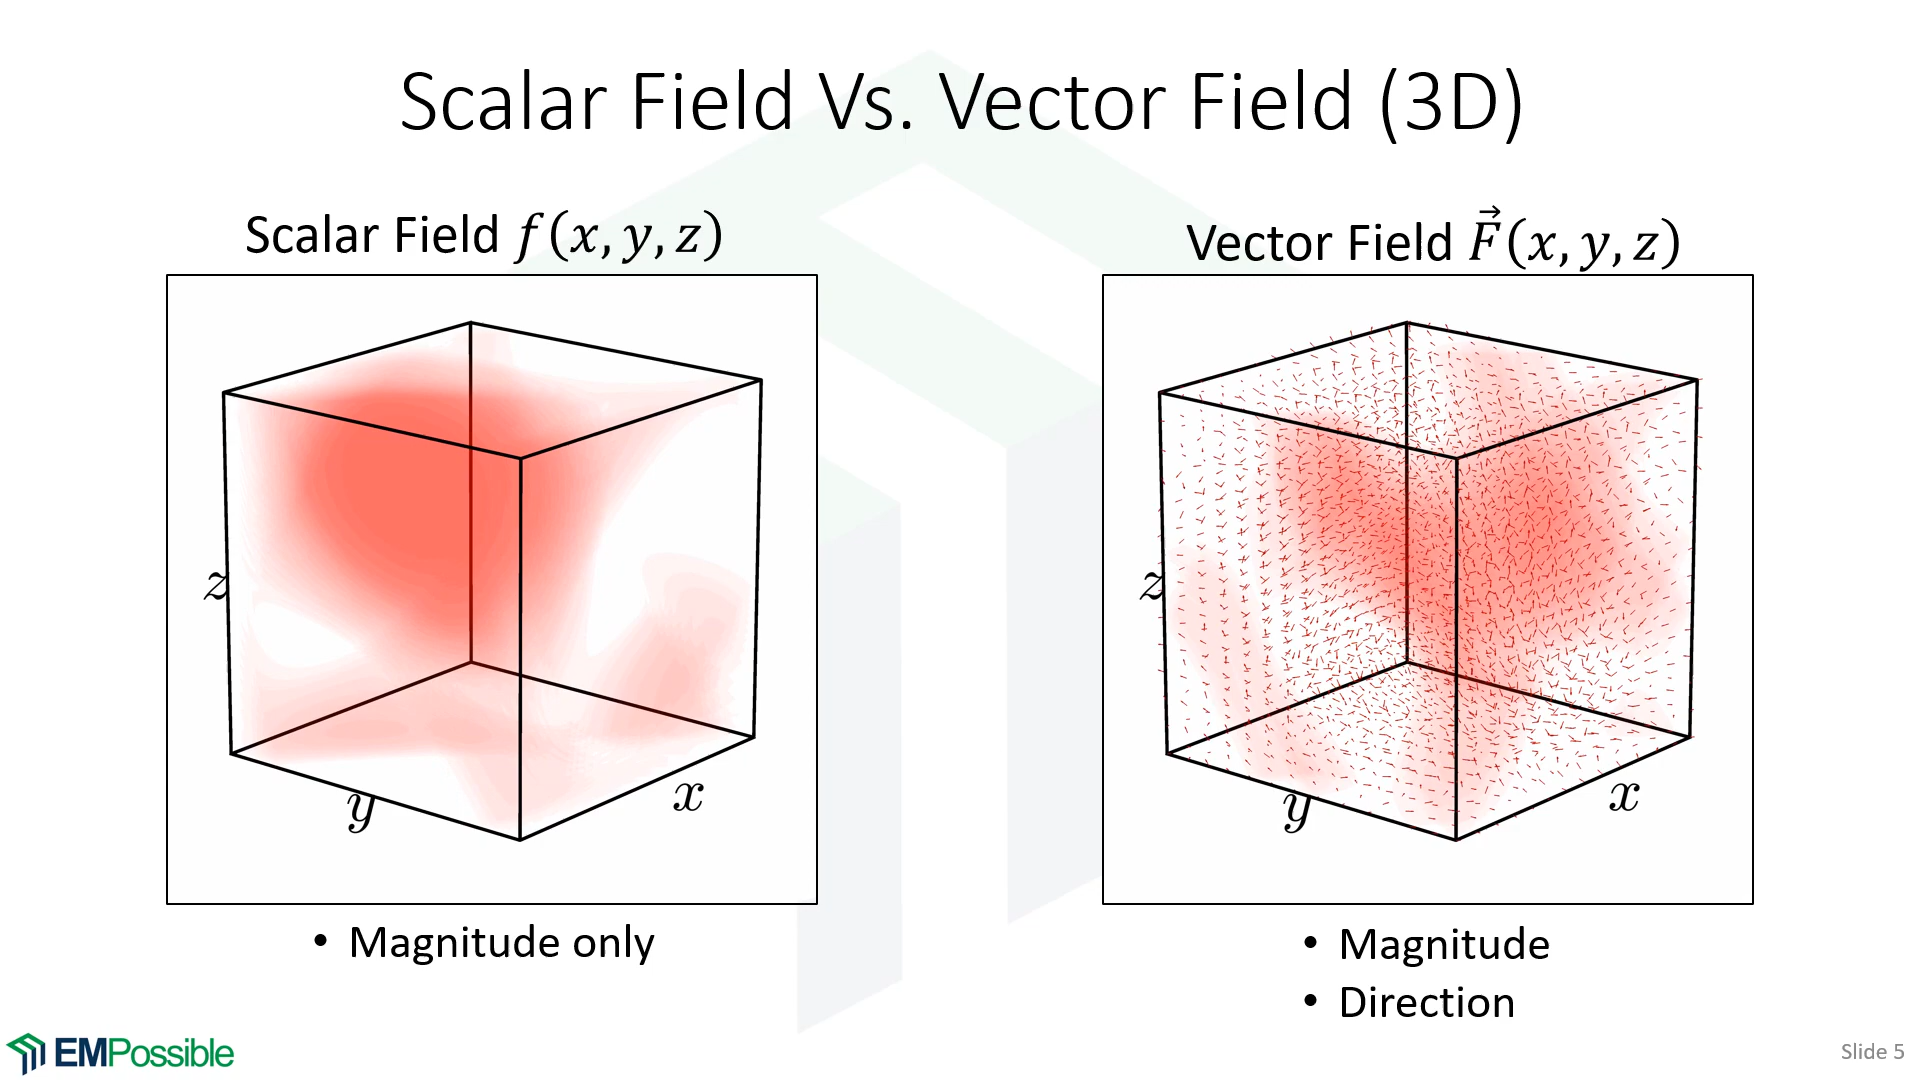 Scalar Field Vs. Vector Field (3D)
Scalar Field f(x, y, z)
z
y
x
• Magnitude only
Vector Field F⃗(x, y, z)
z
y
x
• Magnitude
• Direction
EMPossible
Slide 5